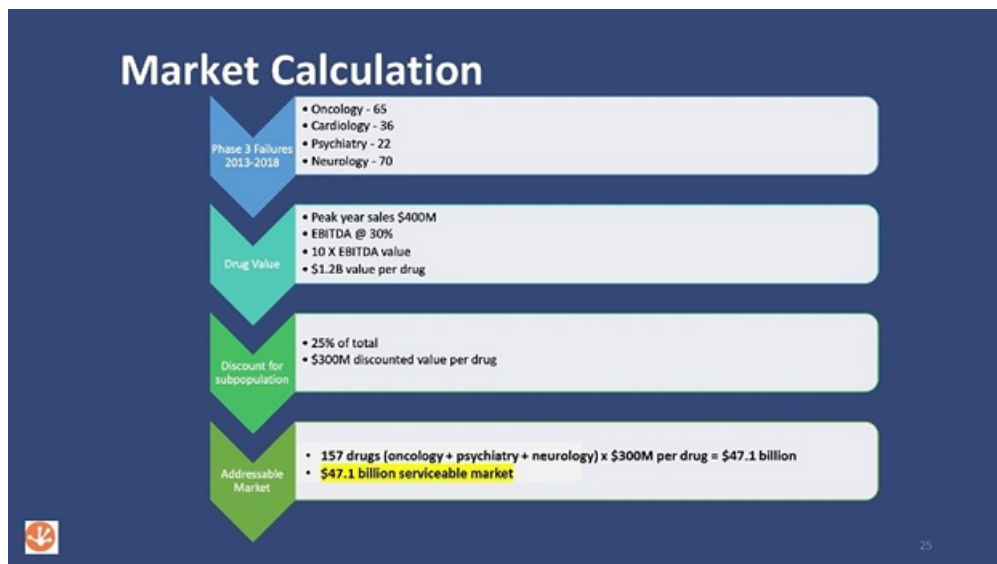 Market Calculation
Phase 3 Failures
2013-2018
• Oncology - 65
• Cardiology - 36
• Psychiatry - 22
• Neurology - 70
Drug Value
• Peak year sales $400M
• EBITDA @ 30%
• 10 X EBITDA value
• $1.2B value per drug
Discount for
subpopulation
• 25% of total
• $300M discounted value per drug
Addressable
Market
• 157 drugs (oncology + psychiatry + neurology) x $300M per drug = $47.1 billion
• $47.1 billion serviceable market
25